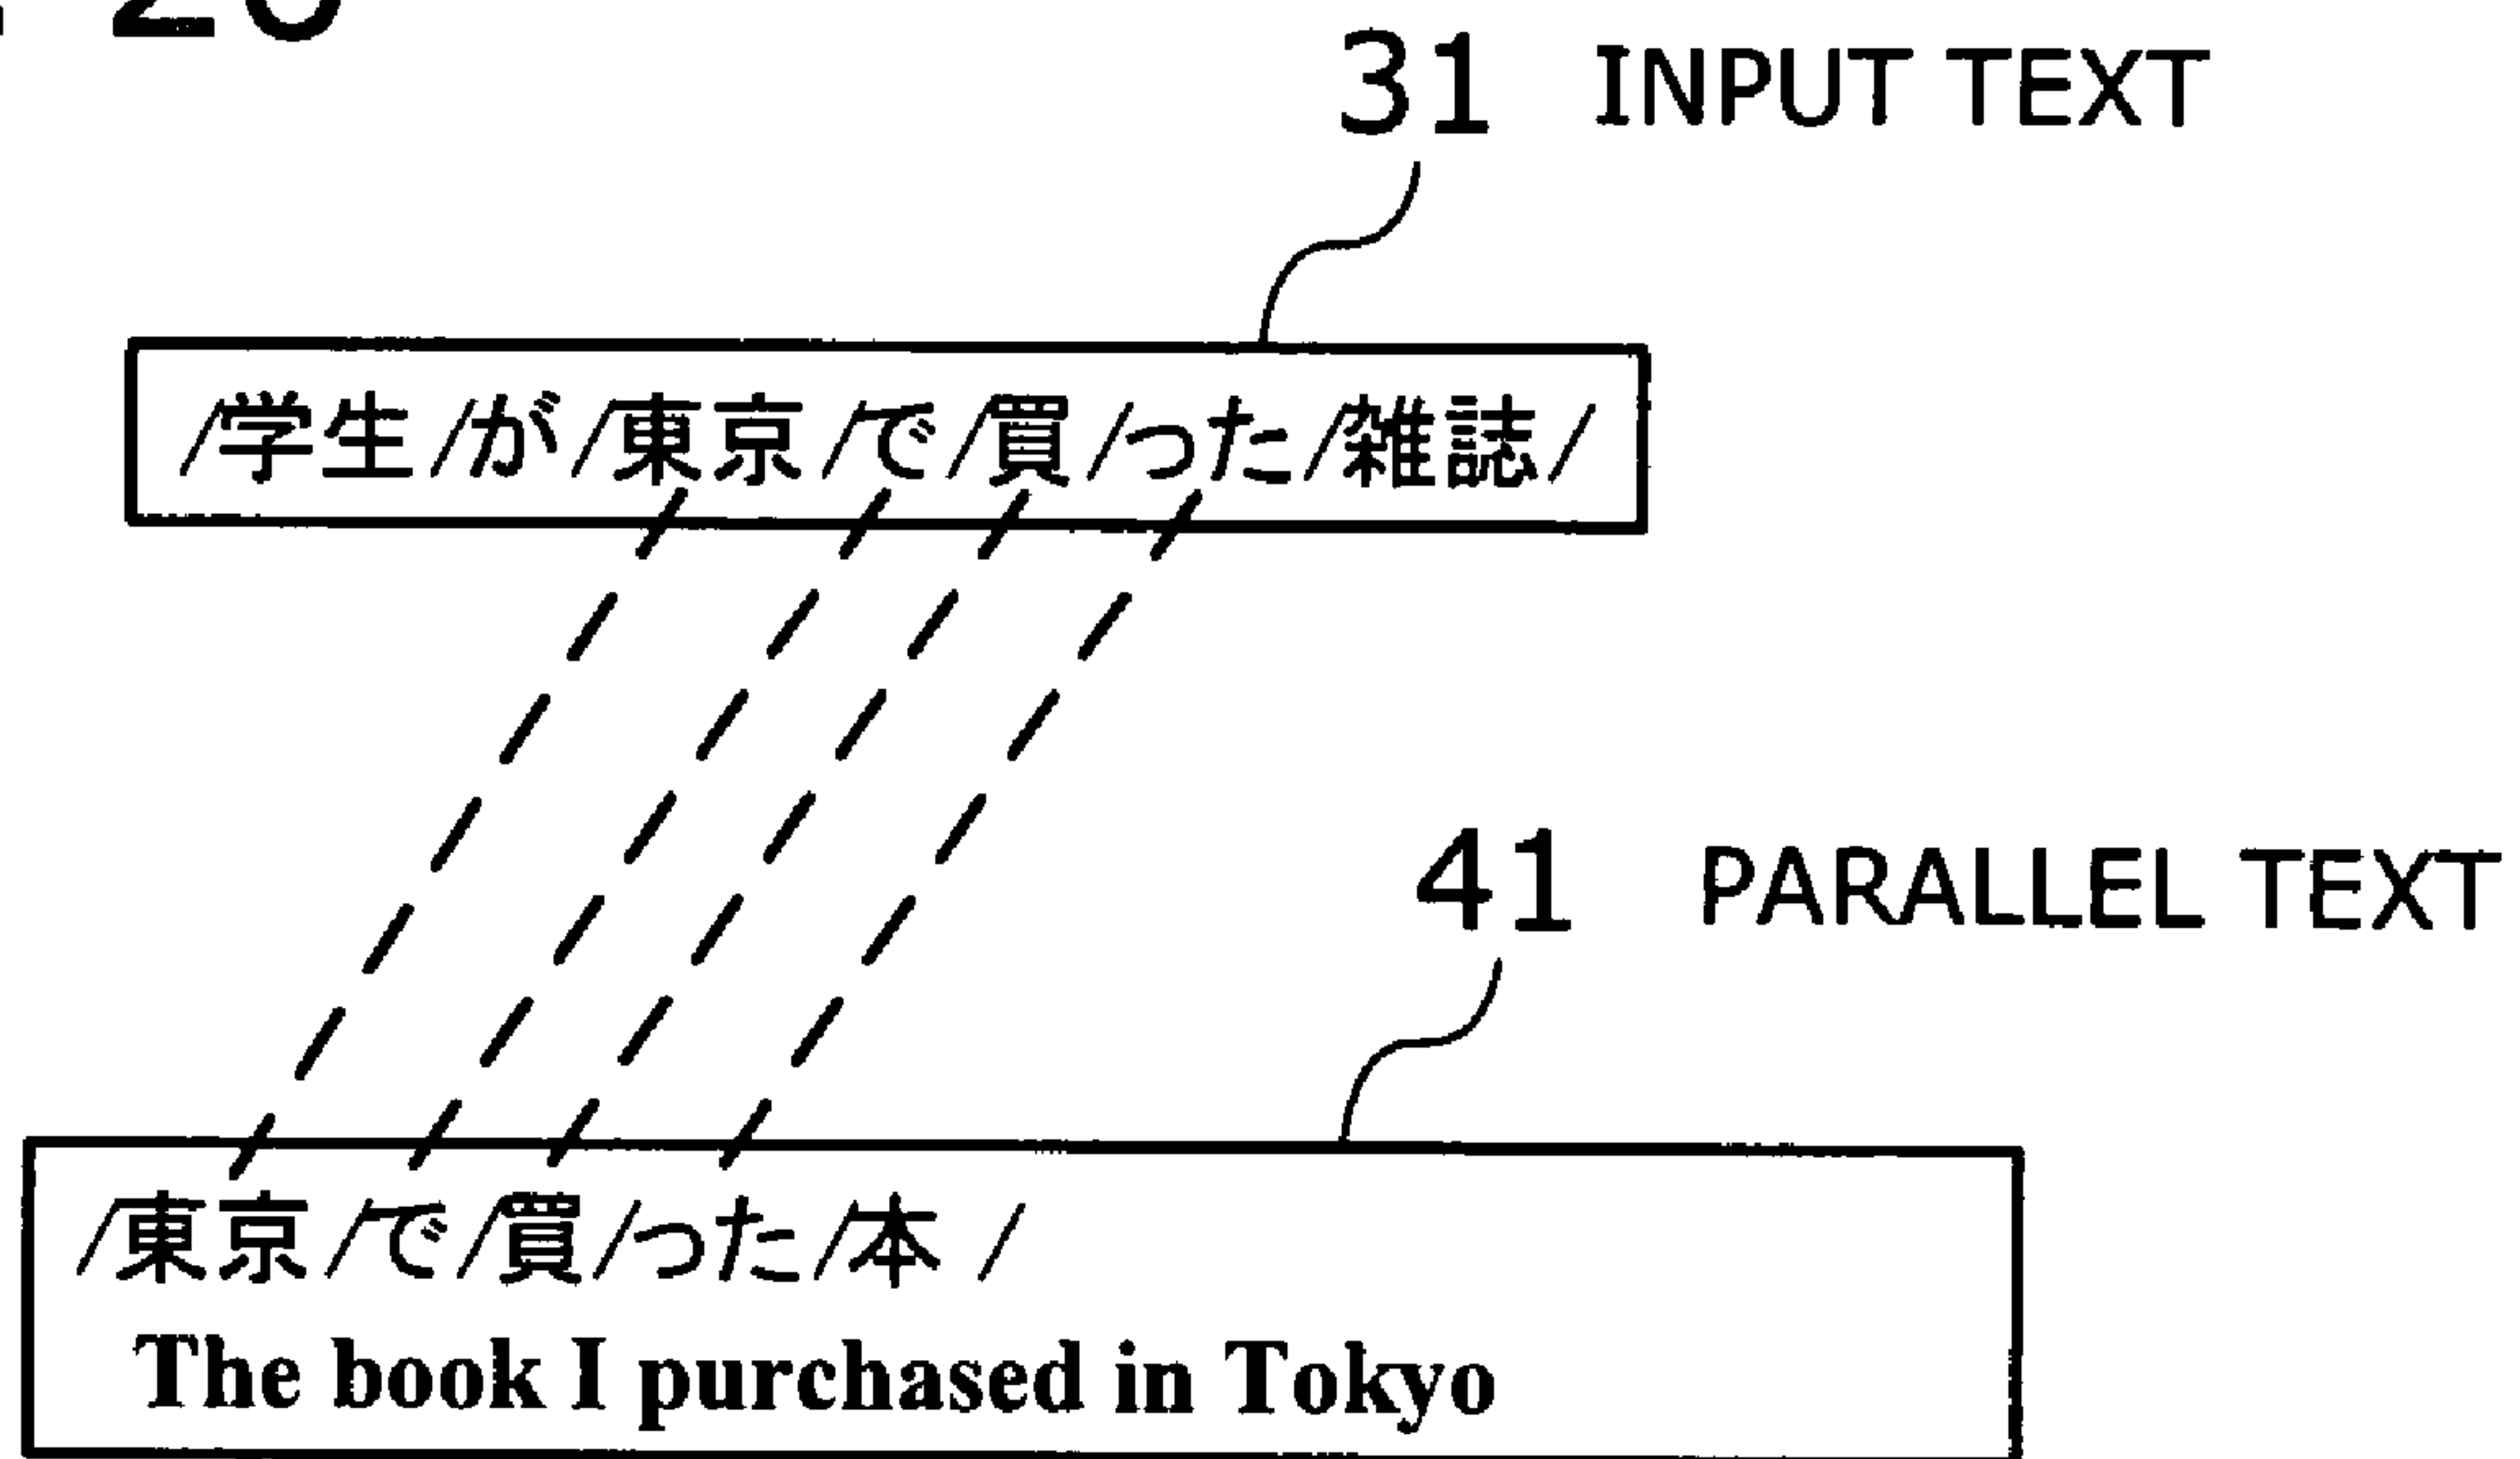 31 INPUT TEXT
/学生/が/東京/で/買/った/雑誌/
41 PARALLEL TEXT
/東京/で/買/った/本 /
The book I purchased in Tokyo